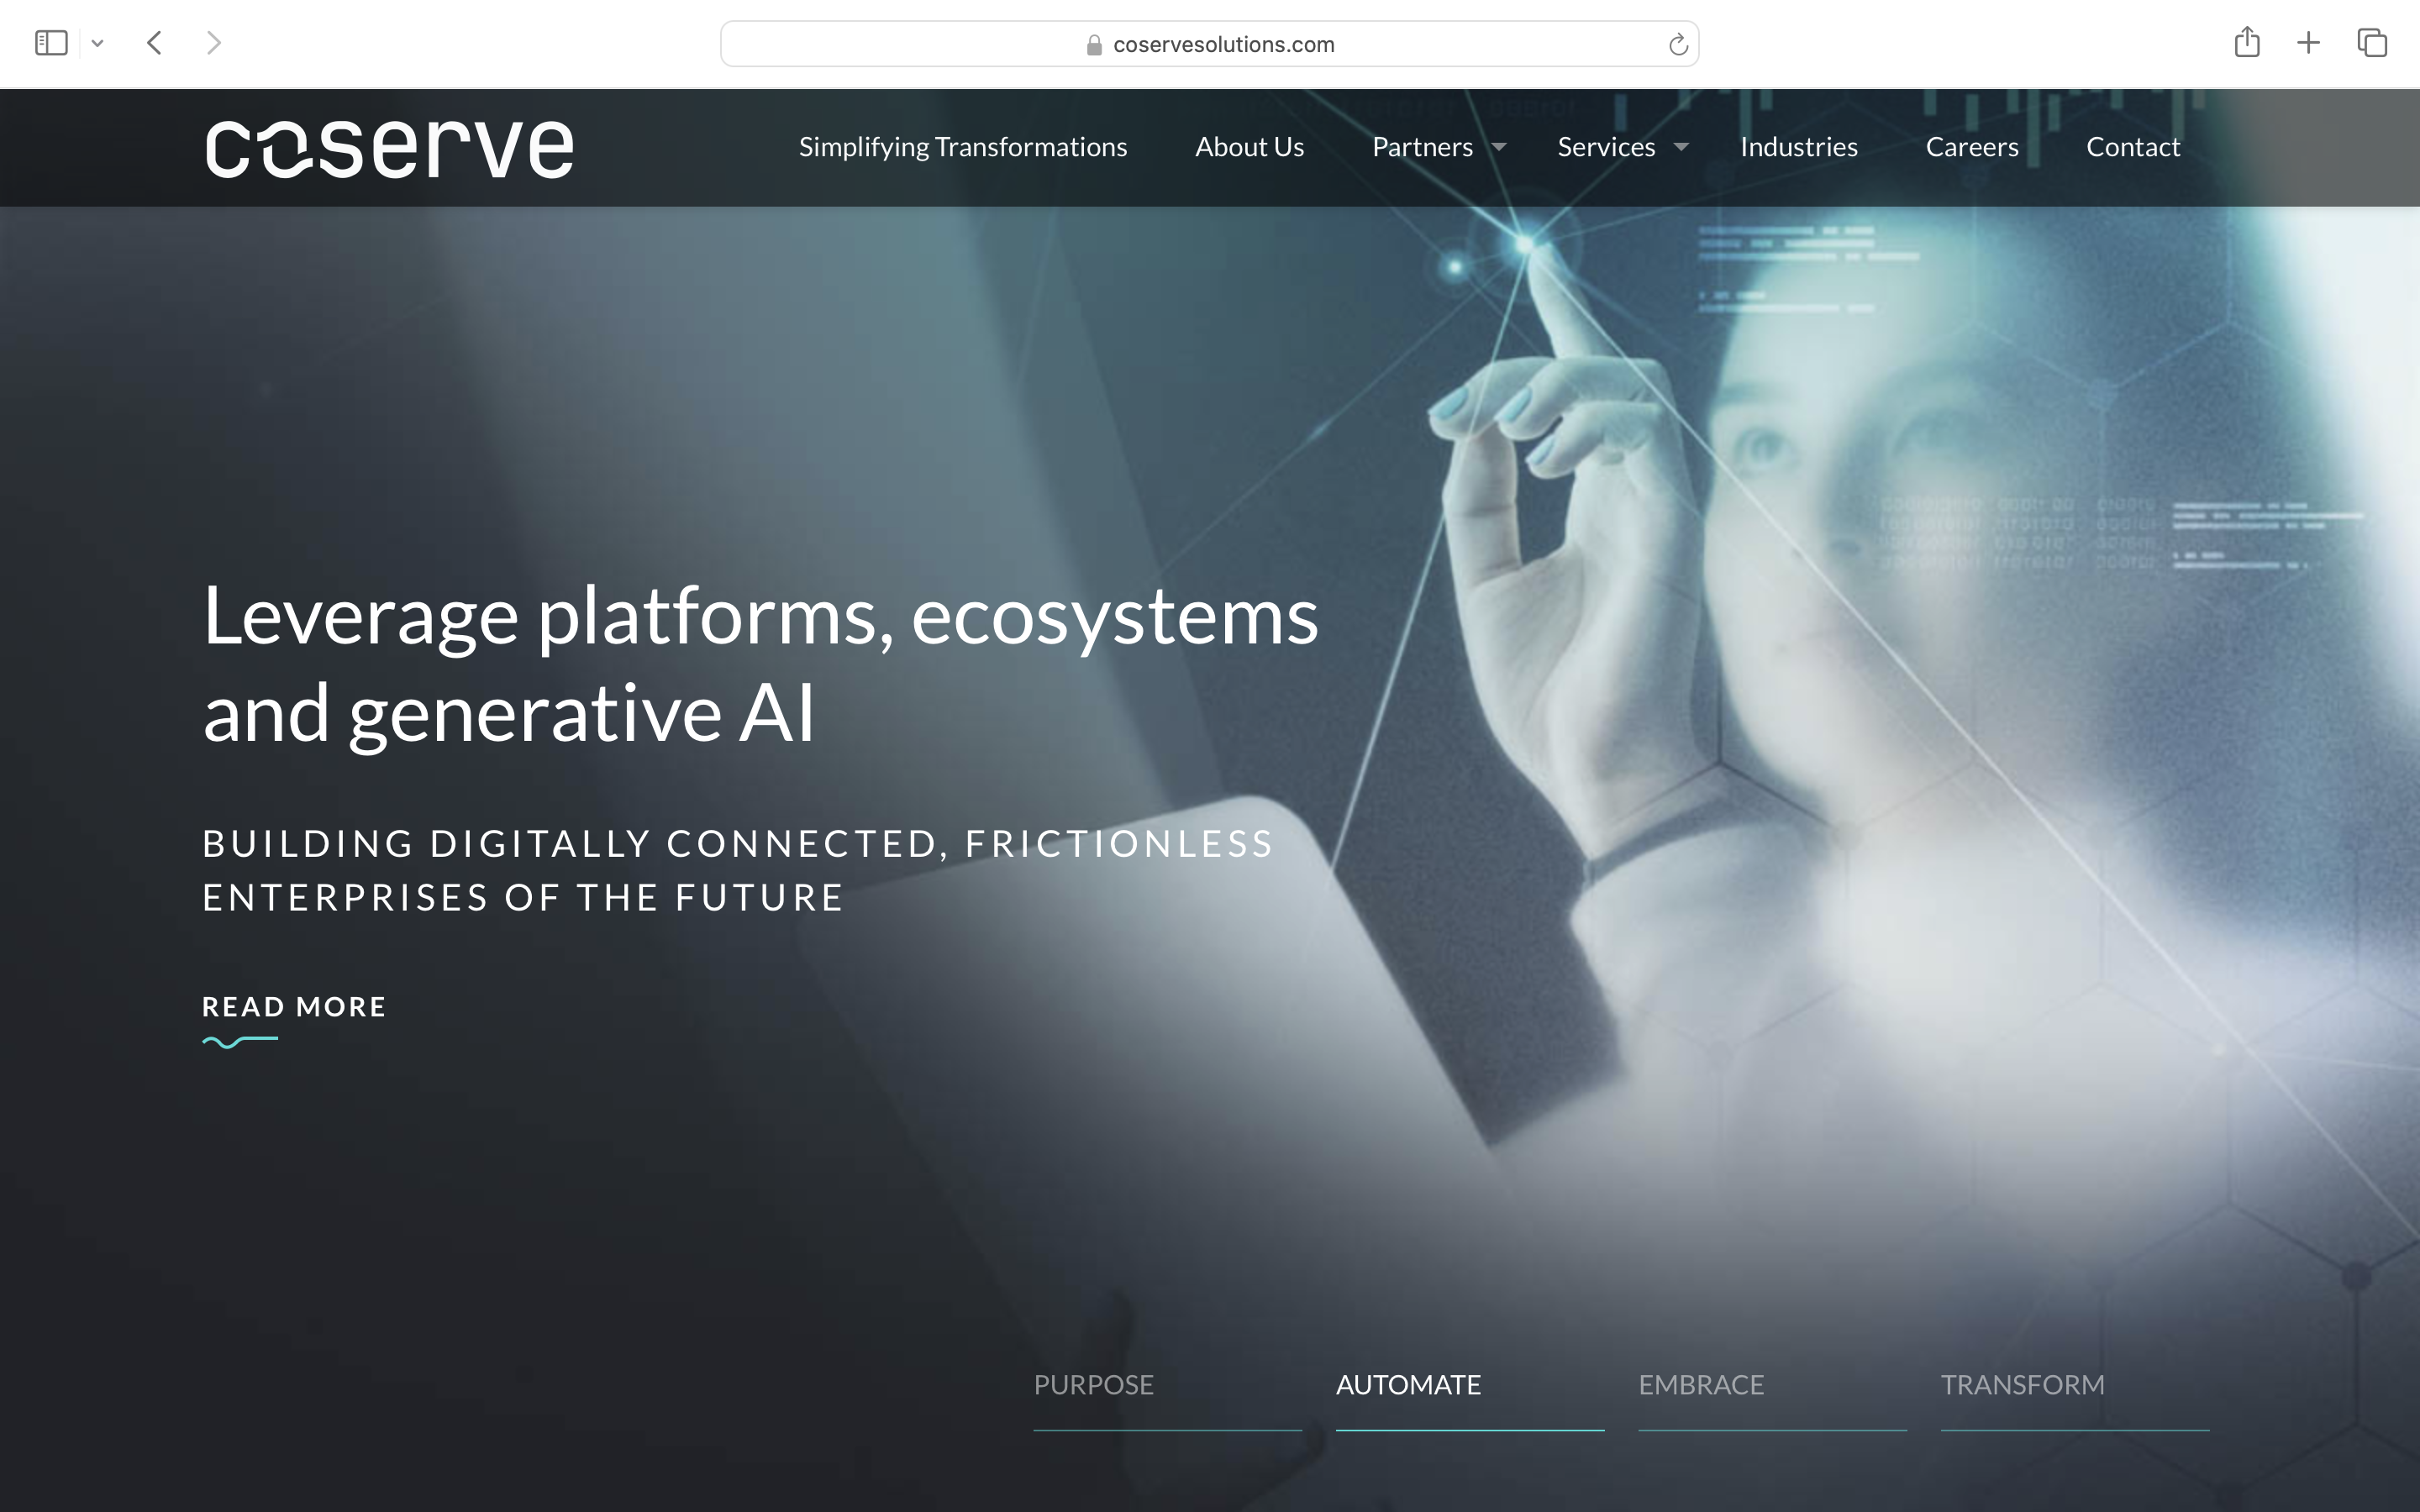 coservesolutions.com
coserve
Simplifying Transformations About Us Partners Services Industries Careers Contact
Leverage platforms, ecosystems
and generative AI
BUILDING DIGITALLY CONNECTED, FRICTIONLESS
ENTERPRISES OF THE FUTURE
READ MORE
PURPOSE AUTOMATE EMBRACE TRANSFORM